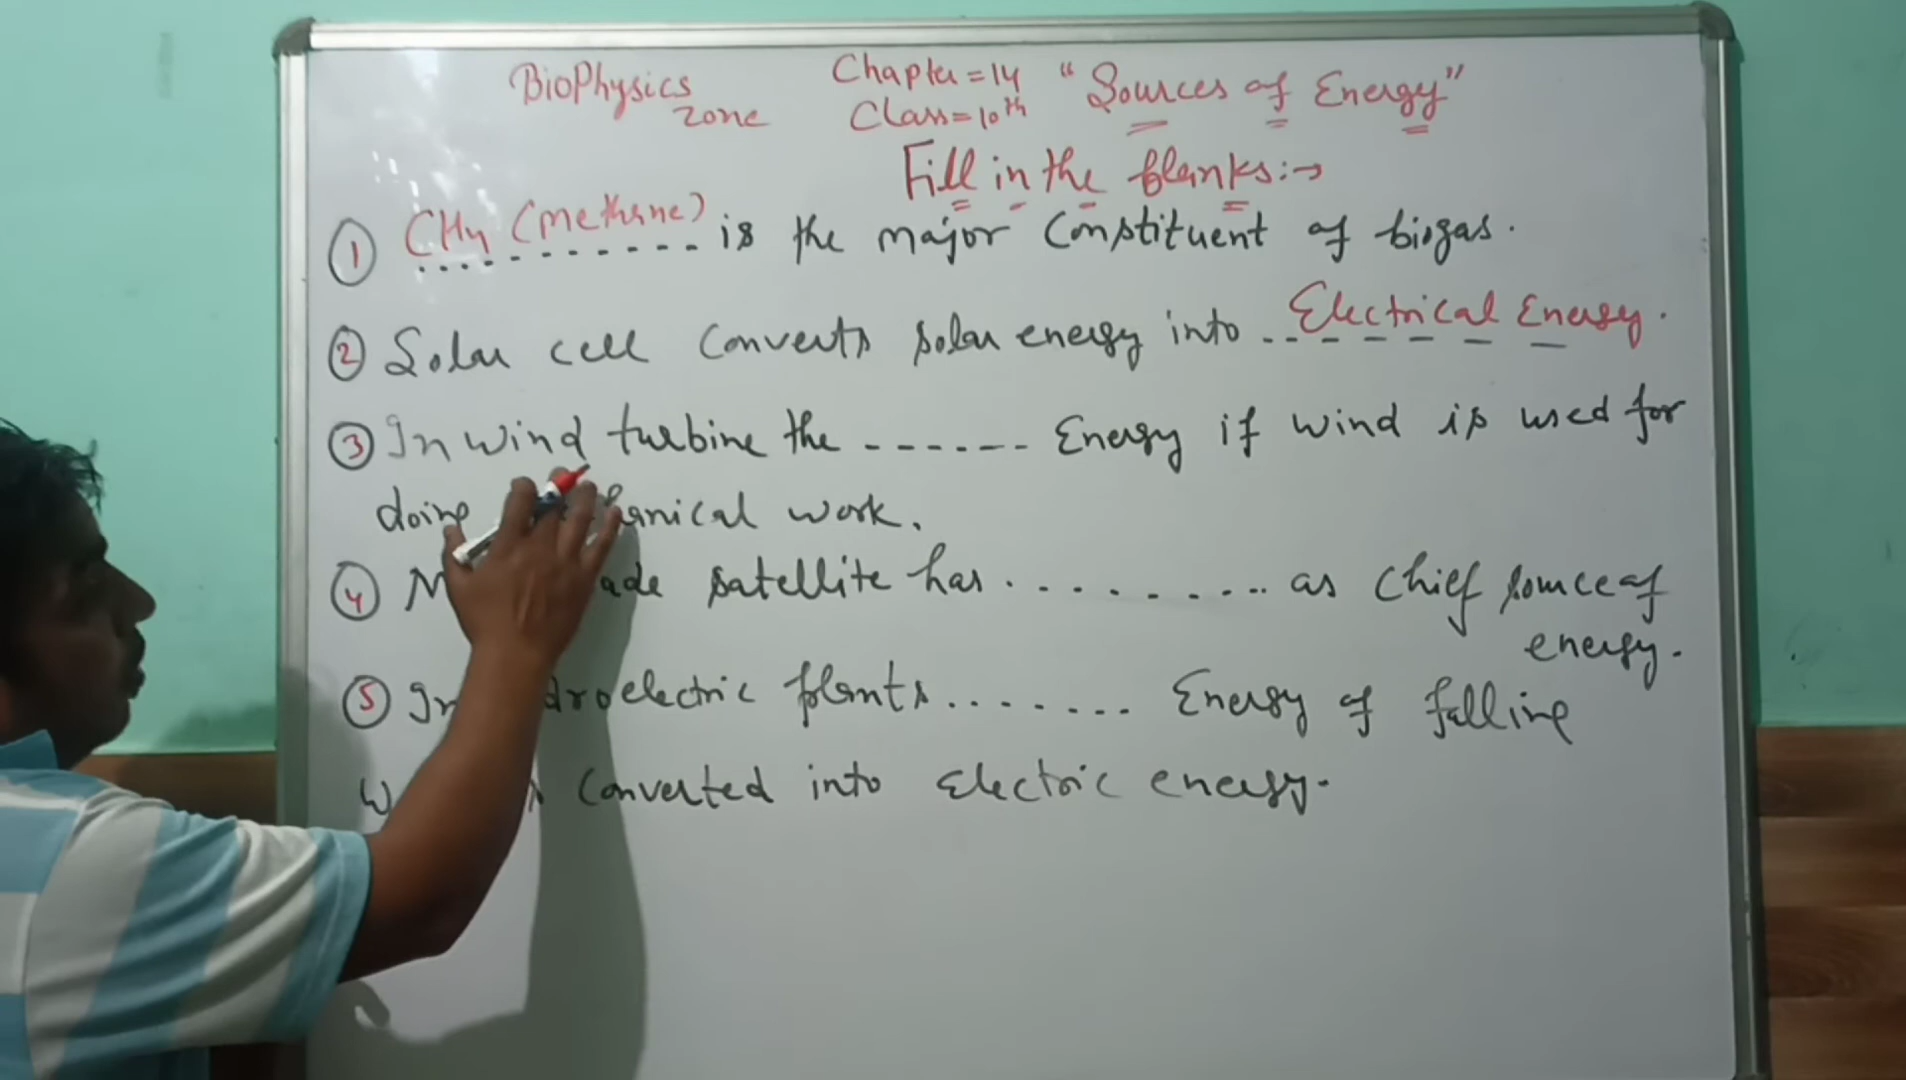 BioPhysics zone
Chapter = 14 "Sources of Energy"
Class = 10th
Fill in the blanks :→
① CH4 (Methane) is the major Constituent of biogas.
② Solar cell converts solar energy into Electrical Energy.
③ In wind turbine the ------ Energy if wind is used for
doing work.
④ satellite has ......... as chief source of
energy.
⑤ In plants ....... Energy of falling
converted into Electric energy.